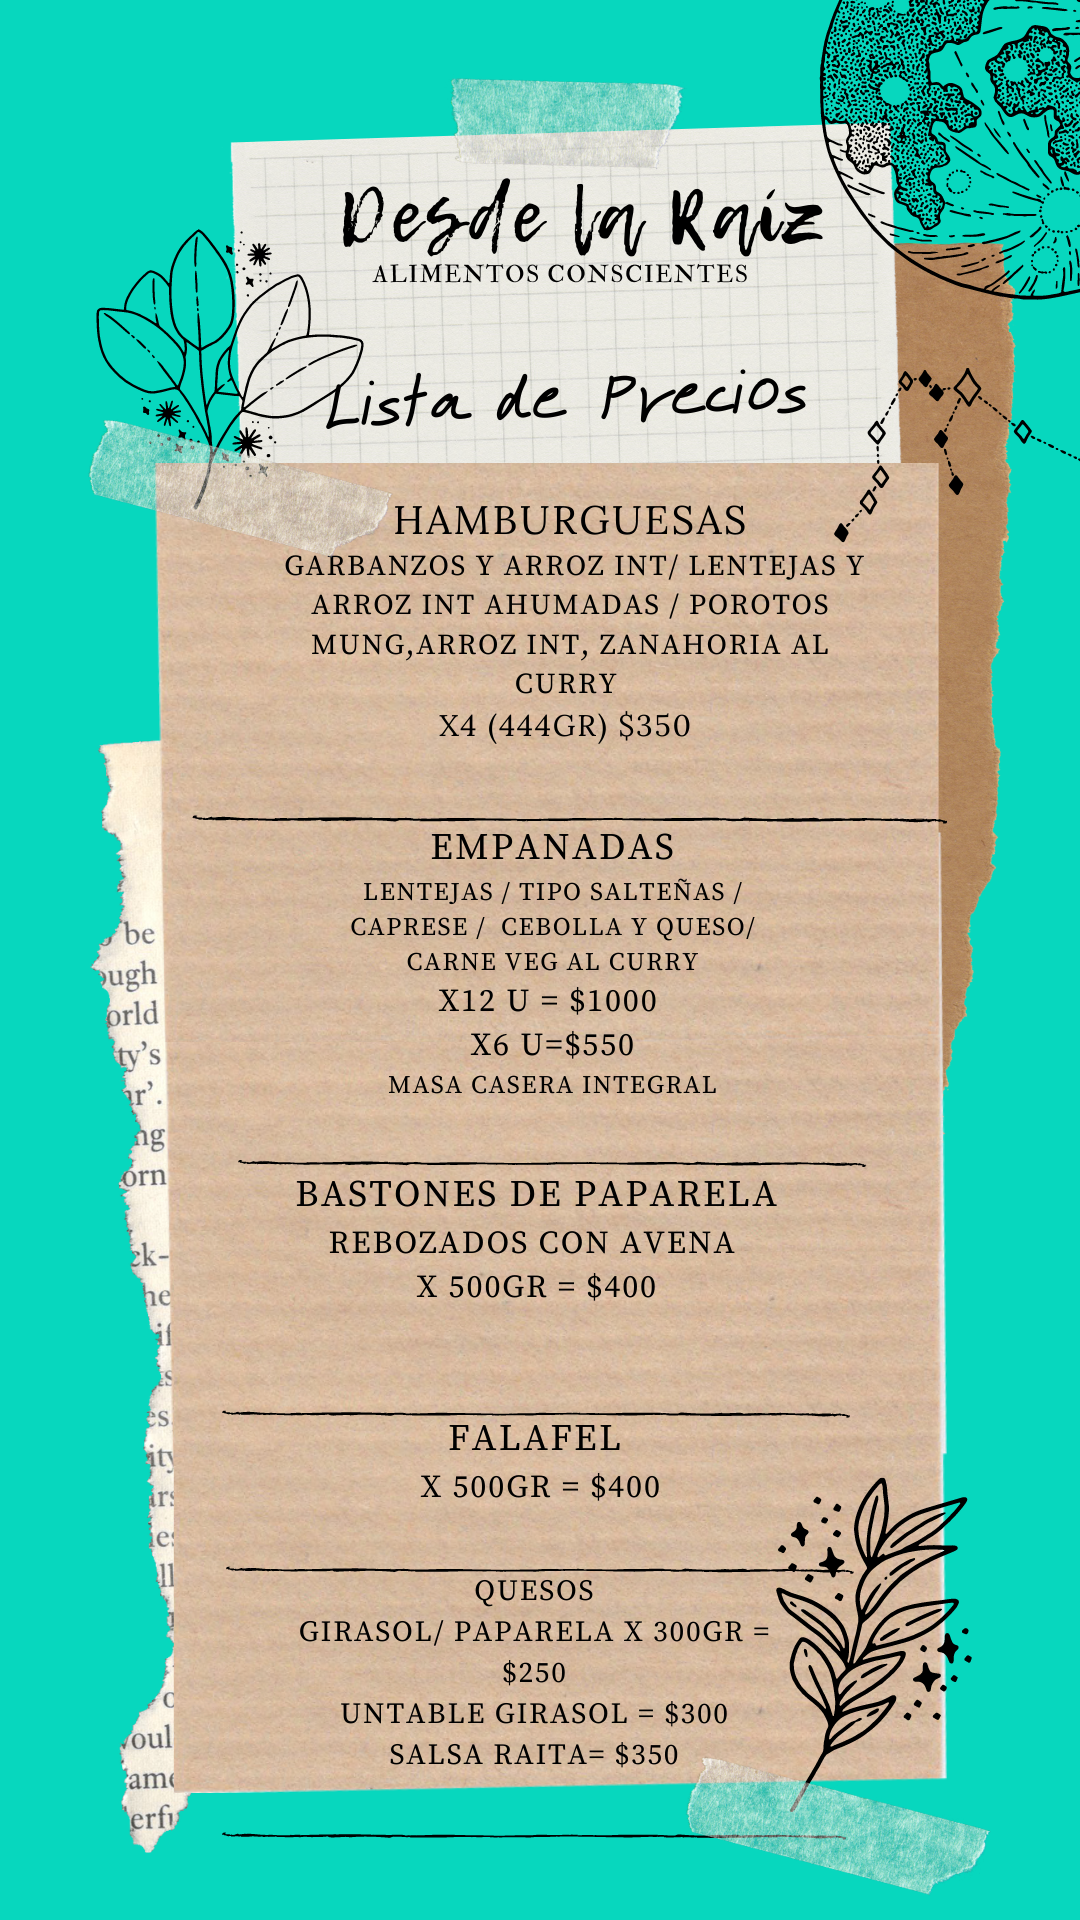 Desde la Raíz
ALIMENTOS CONSCIENTES
Lista de Precios
HAMBURGUESAS
GARBANZOS Y ARROZ INT/ LENTEJAS Y
ARROZ INT AHUMADAS / POROTOS
MUNG,ARROZ INT, ZANAHORIA AL
CURRY
X4 (444GR) $350
EMPANADAS
LENTEJAS / TIPO SALTEÑAS /
CAPRESE / CEBOLLA Y QUESO/
CARNE VEG AL CURRY
X12 U = $1000
X6 U=$550
MASA CASERA INTEGRAL
BASTONES DE PAPARELA
REBOZADOS CON AVENA
X 500GR = $400
FALAFEL
X 500GR = $400
QUESOS
GIRASOL/ PAPARELA X 300GR =
$250
UNTABLE GIRASOL = $300
SALSA RAITA= $350
be